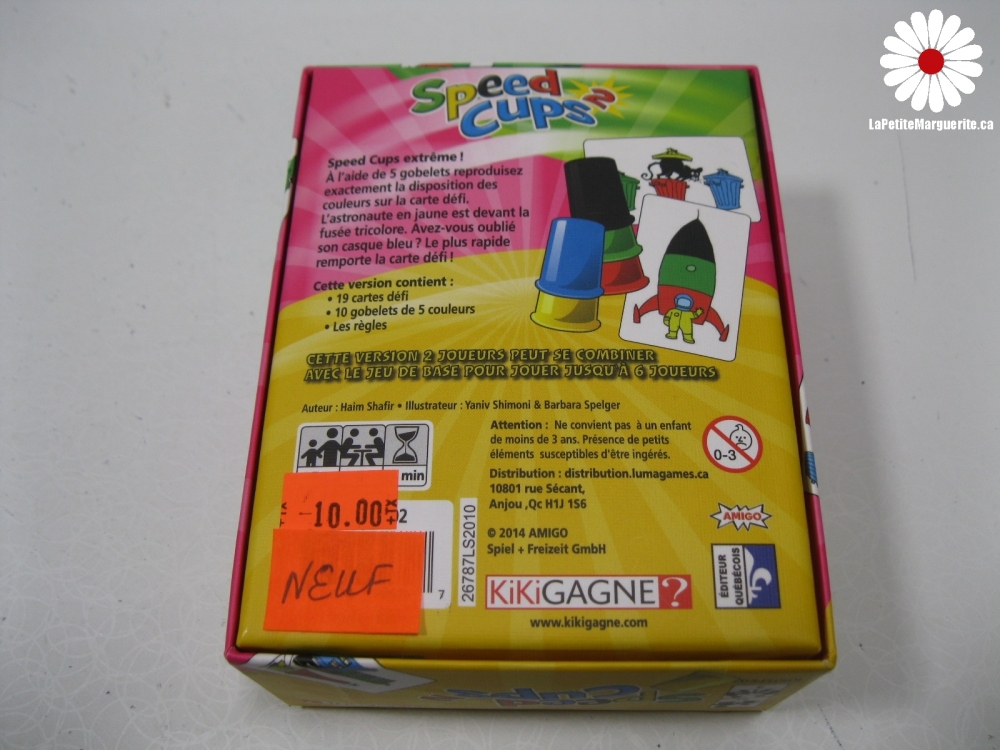 LaPetiteMarguerite.ca
Speed
Cups²
Speed Cups extrême !
À l'aide de 5 gobelets reproduisez
exactement la disposition des
couleurs sur la carte défi.
L'astronaute en jaune est devant la
fusée tricolore. Avez-vous oublié
son casque bleu ? Le plus rapide
remporte la carte défi !
Cette version contient :
• 19 cartes défi
• 10 gobelets de 5 couleurs
• Les règles
CETTE VERSION 2 JOUEURS PEUT SE COMBINER
AVEC LE JEU DE BASE POUR JOUER JUSQU'À 6 JOUEURS
Auteur : Haim Shafir • Illustrateur : Yaniv Shimoni & Barbara Spelger
Attention : Ne convient pas à un enfant
de moins de 3 ans. Présence de petits
éléments susceptibles d'être ingérés.
0-3
min
Distribution : distribution.lumagames.ca
10801 rue Sécant,
Anjou ,Qc H1J 1S6
10.00
+TX
02
NEUF
7
26787LS2010
© 2014 AMIGO
Spiel + Freizeit GmbH
AMIGO
ÉDITEUR
QUÉBÉCOIS
KiKiGAGNE?
www.kikigagne.com
Speed Cups²